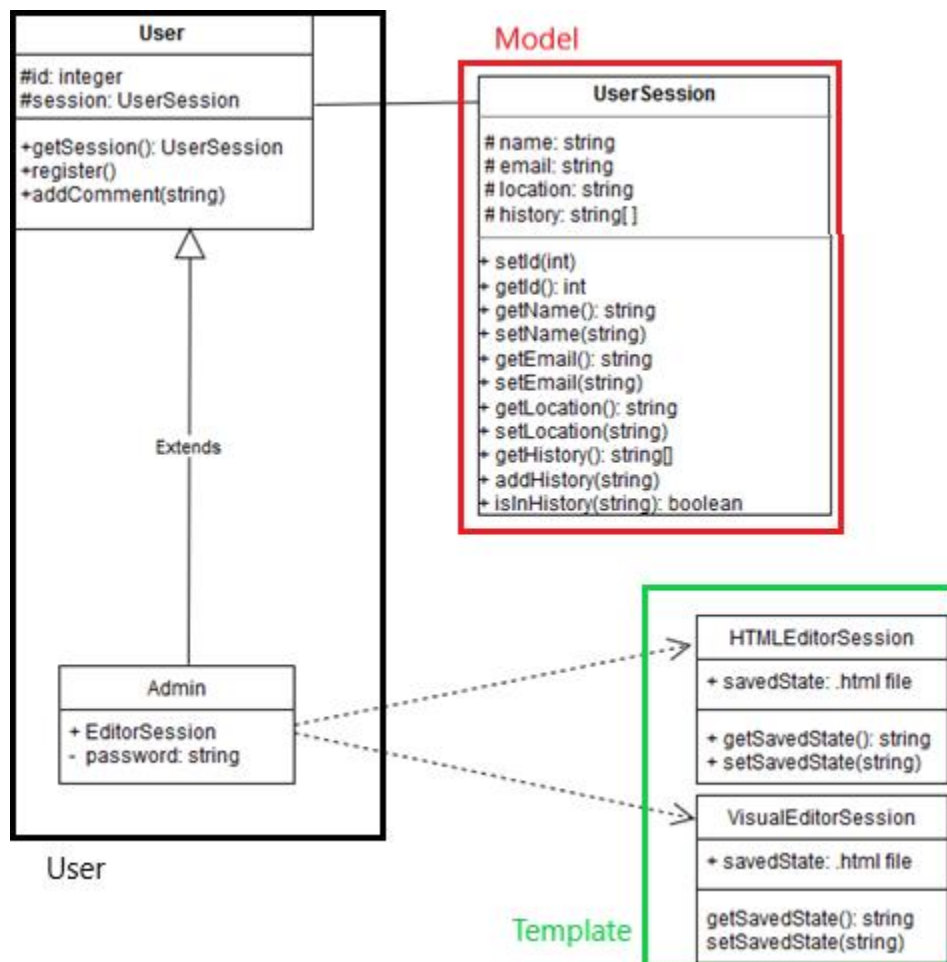 User
#id: integer
#session: UserSession
+getSession(): UserSession
+register()
+addComment(string)
Model
UserSession
# name: string
# email: string
# location: string
# history: string[ ]
+ setId(int)
+ getId(): int
+ getName(): string
+ setName(string)
+ getEmail(): string
+ setEmail(string)
+ getLocation(): string
+ setLocation(string)
+ getHistory(): string[]
+ addHistory(string)
+ isInHistory(string): boolean
Extends
Admin
+ EditorSession
- password: string
User
HTMLEditorSession
+ savedState: .html file
+ getSavedState(): string
+ setSavedState(string)
VisualEditorSession
+ savedState: .html file
getSavedState(): string
setSavedState(string)
Template